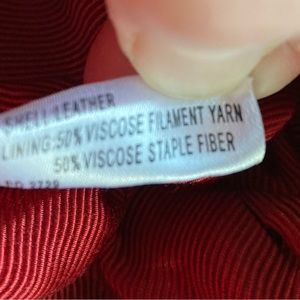 SHELL:LEATHER
LINING:50%VISCOSE FILAMENT YARN
50%VISCOSE STAPLE FIBER